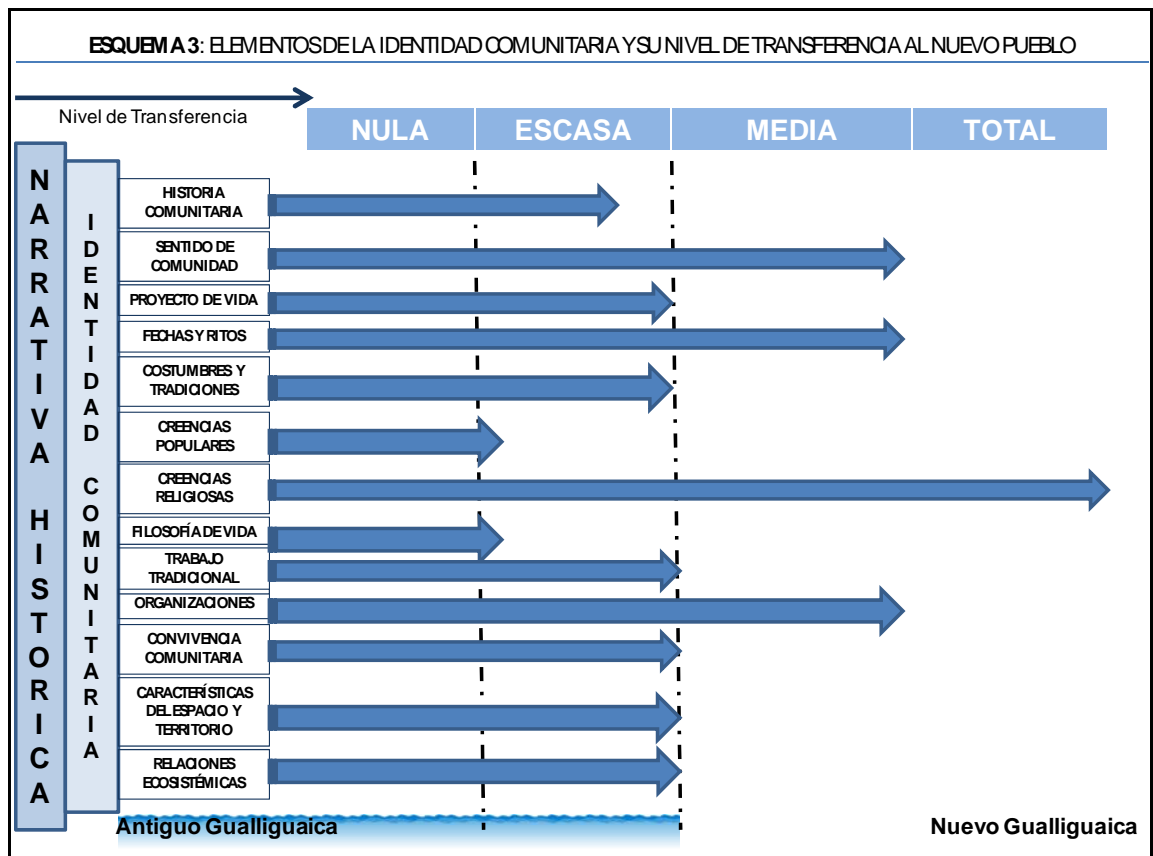 ESQUEMA 3: ELEMENTOS DE LA IDENTIDAD COMUNITARIA Y SU NIVEL DE TRANSFERENCIA AL NUEVO PUEBLO
Nivel de Transferencia
NULA ESCASA MEDIA TOTAL
NARRATIVA HISTORICA
IDENTIDAD COMUNITARIA
HISTORIA
COMUNITARIA
SENTIDO DE
COMUNIDAD
PROYECTO DE VIDA
FECHAS Y RITOS
COSTUMBRES Y
TRADICIONES
CREENCIAS
POPULARES
CREENCIAS
RELIGIOSAS
FILOSOFÍA DE VIDA
TRABAJO
TRADICIONAL
ORGANIZACIONES
CONVIVENCIA
COMUNITARIA
CARACTERÍSTICAS
DEL ESPACIO Y
TERRITORIO
RELACIONES
ECOSISTÉMICAS
Antiguo Gualliguaica
Nuevo Gualliguaica